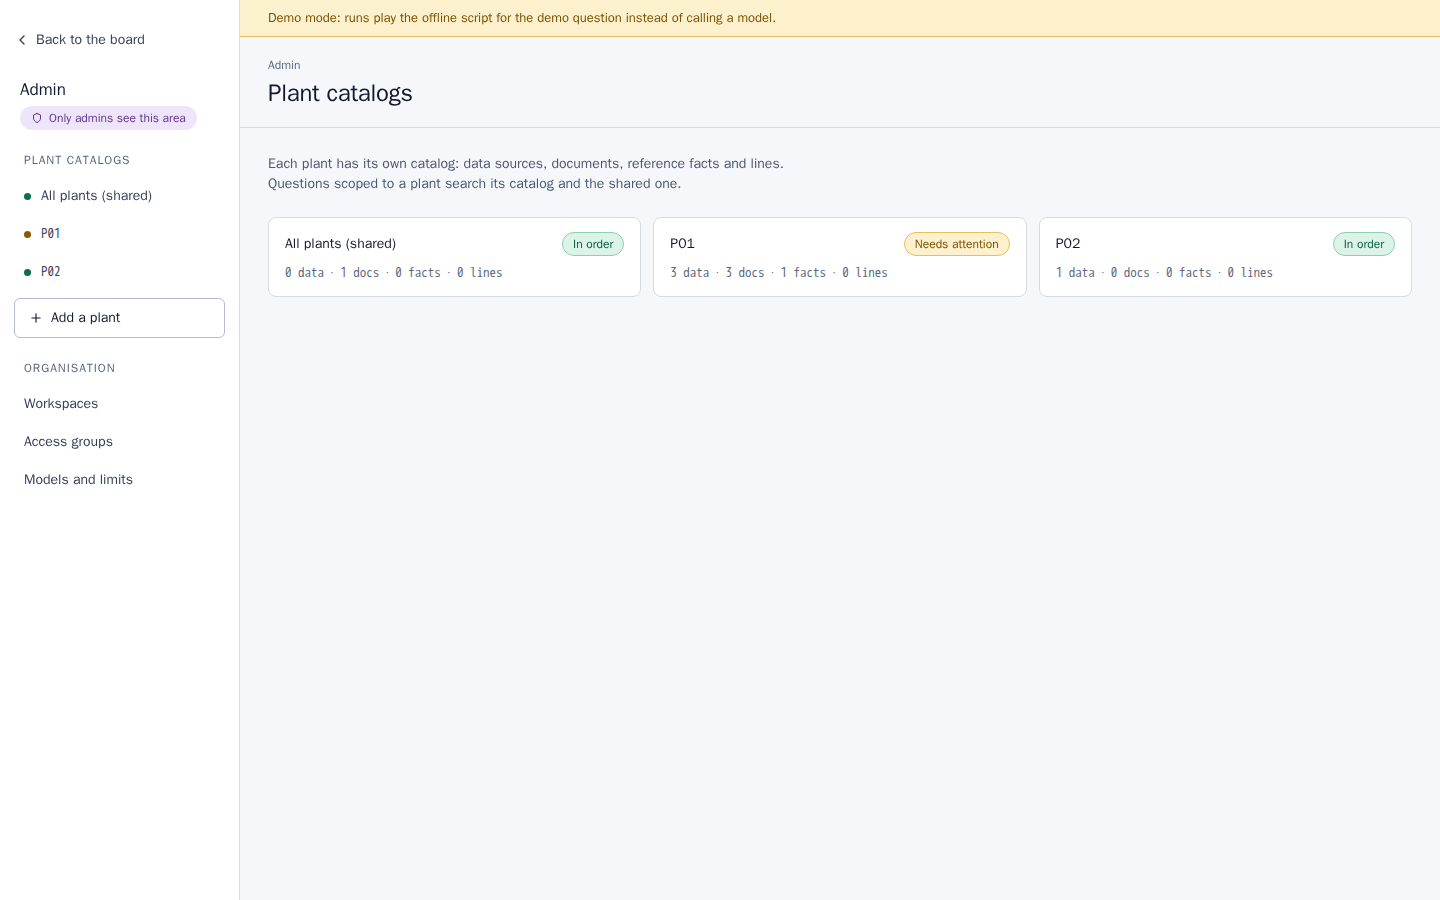 Demo mode: runs play the offline script for the demo question instead of calling a model.
Back to the board
Admin
Only admins see this area
PLANT CATALOGS
All plants (shared)
P01
P02
Add a plant
ORGANISATION
Workspaces
Access groups
Models and limits
Admin
Plant catalogs
Each plant has its own catalog: data sources, documents, reference facts and lines.
Questions scoped to a plant search its catalog and the shared one.
All plants (shared) In order
0 data · 1 docs · 0 facts · 0 lines
P01 Needs attention
3 data · 3 docs · 1 facts · 0 lines
P02 In order
1 data · 0 docs · 0 facts · 0 lines